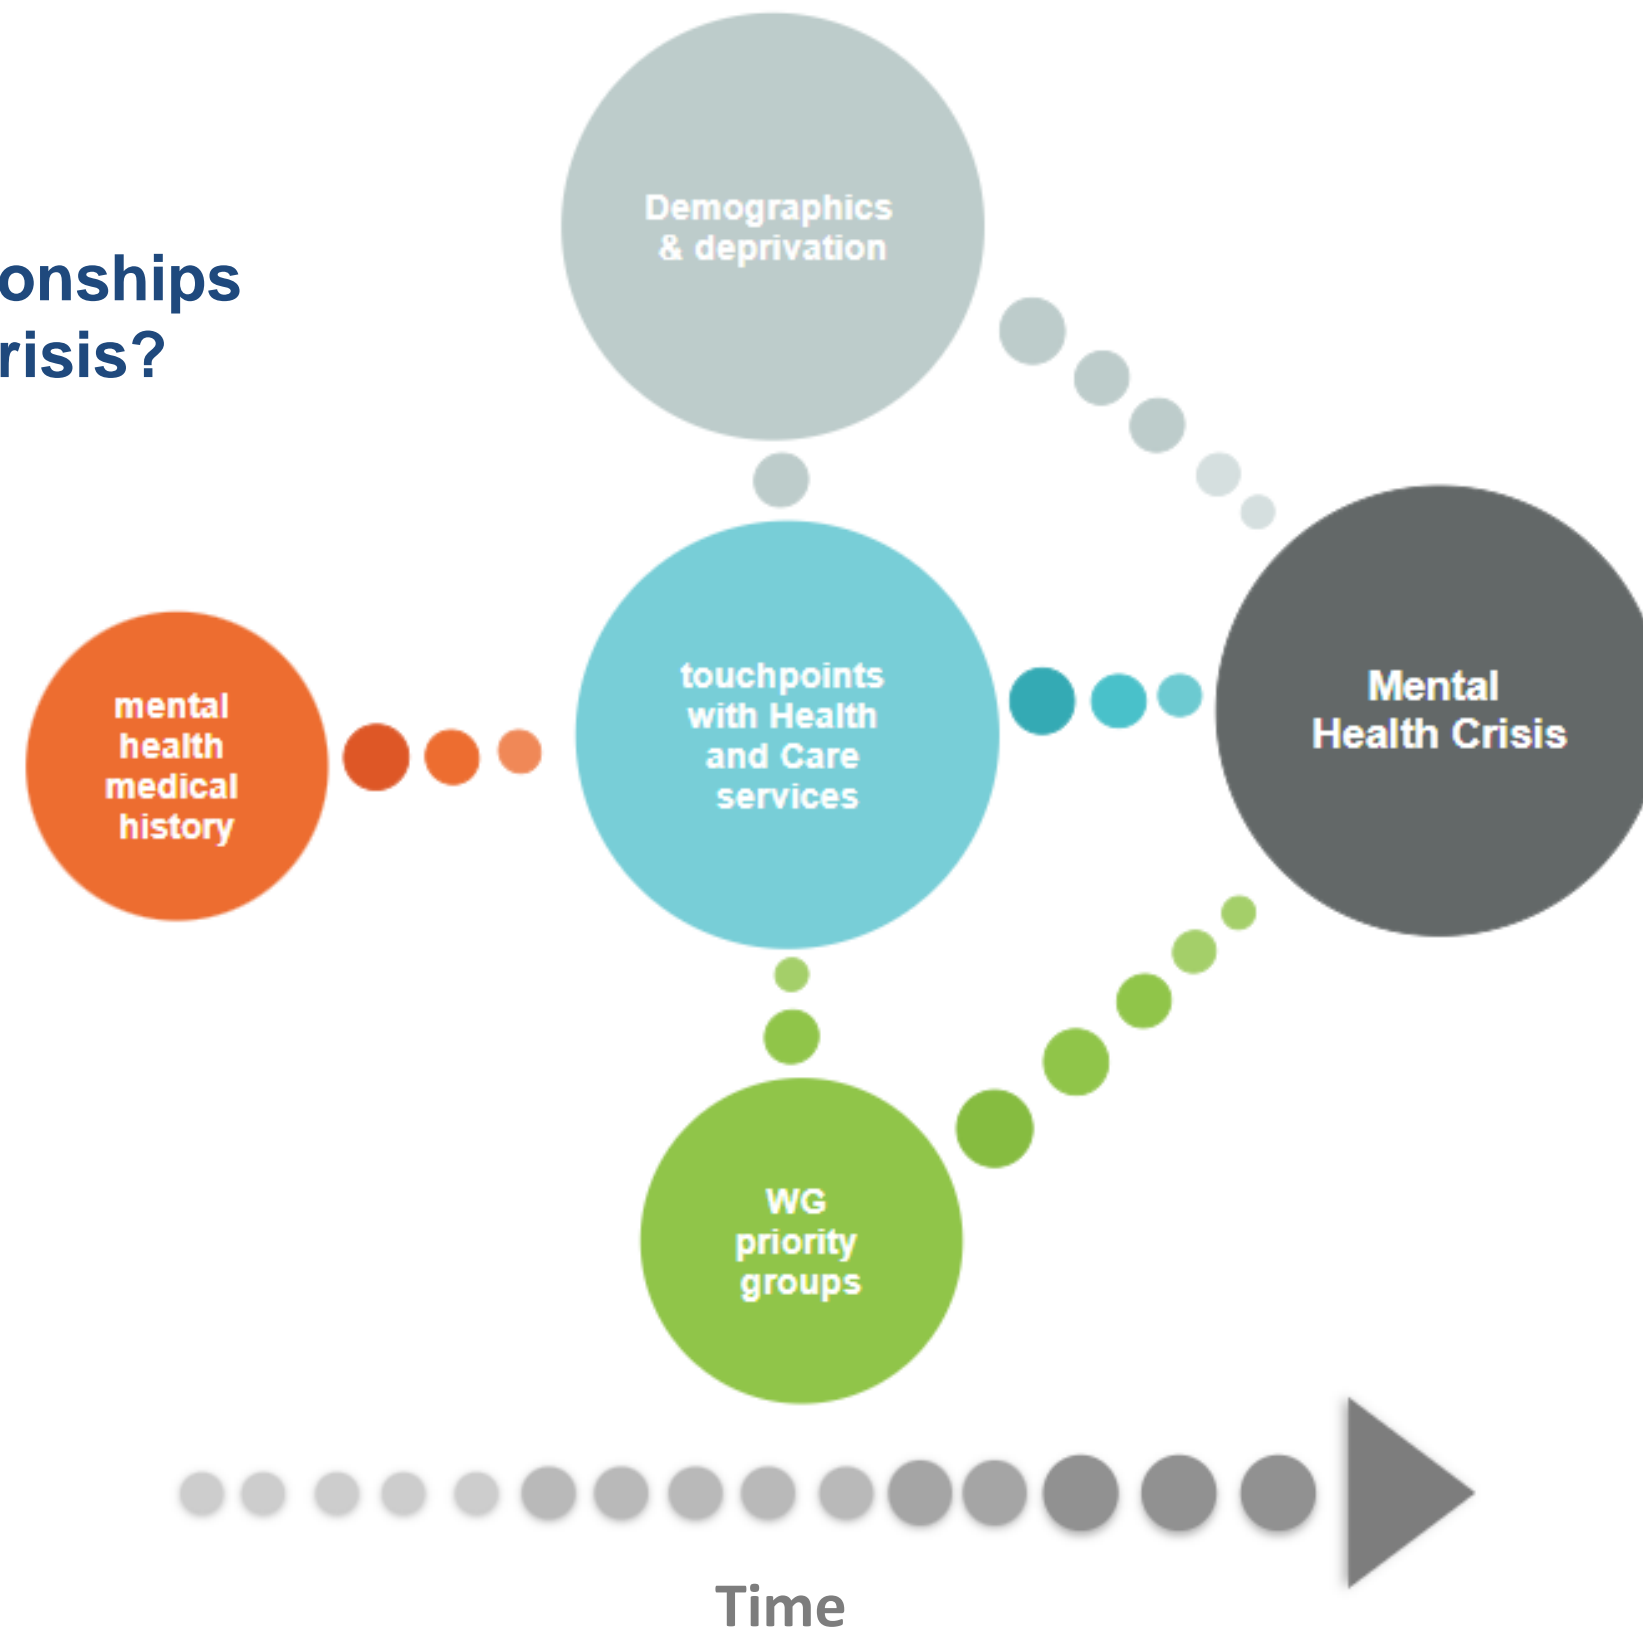 onships
risis?
Demographics
& deprivation
mental
health
medical
history
touchpoints
with Health
and Care
services
Mental
Health Crisis
WG
priority
groups
Time